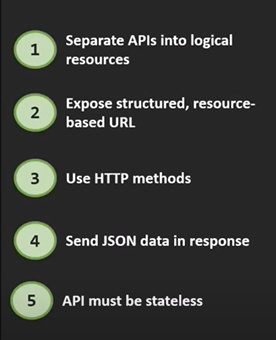 1
Separate APIs into logical
resources
2
Expose structured, resource-
based URL
3
Use HTTP methods
4
Send JSON data in response
5
API must be stateless